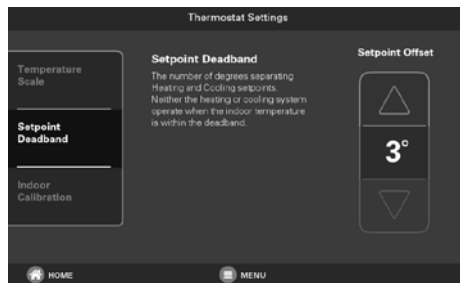 Thermostat Settings
Temperature
Scale
Setpoint
Deadband
Indoor
Calibration
Setpoint Deadband
The number of degrees separating
Heating and Cooling setpoints.
Neither the heating or cooling system
operate when the indoor temperature
is within the deadband.
Setpoint Offset
3°
HOME
MENU